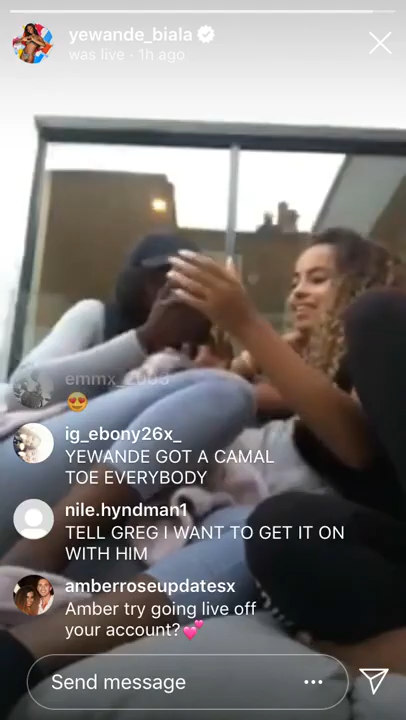 yewande_biala
was live · 1h ago
emmx_2003
😍
ig_ebony26x_
YEWANDE GOT A CAMAL
TOE EVERYBODY
nile.hyndman1
TELL GREG I WANT TO GET IT ON
WITH HIM
amberroseupdatesx
Amber try going live off
your account?💕
Send message